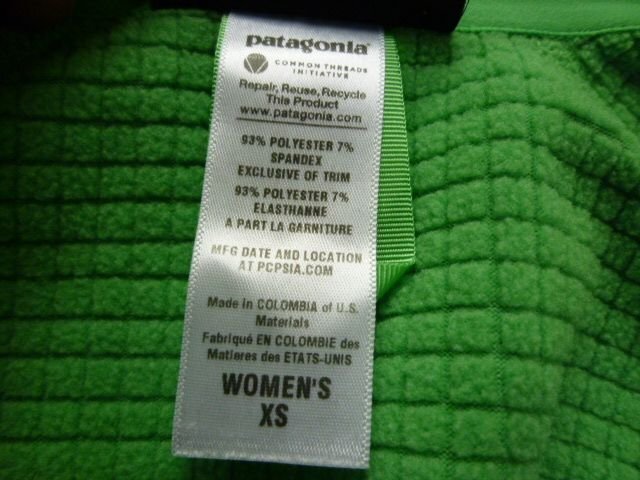 patagonia
COMMON THREADS
INITIATIVE
Repair, Reuse, Recycle
This Product
www.patagonia.com
93% POLYESTER 7%
SPANDEX
EXCLUSIVE OF TRIM
93% POLYESTER 7%
ELASTHANNE
A PART LA GARNITURE
MFG DATE AND LOCATION
AT PCPSIA.COM
Made in COLOMBIA of U.S.
Materials
Fabriqué EN COLOMBIE des
Matieres des ETATS-UNIS
WOMEN'S
XS